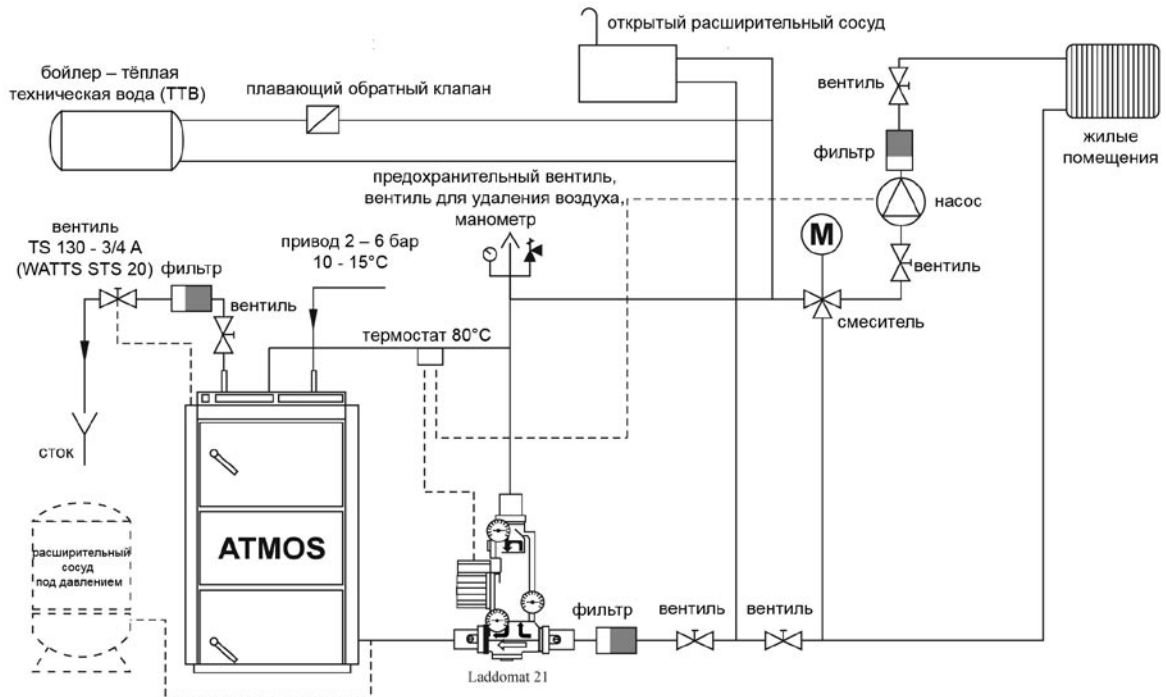 открытый расширительный сосуд
бойлер – тёплая
техническая вода (ТТВ)
плавающий обратный клапан
вентиль
фильтр
жилые
помещения
насос
предохранительный вентиль,
вентиль для удаления воздуха,
манометр
M
вентиль
смеситель
вентиль
TS 130 - 3/4 A
(WATTS STS 20)
фильтр
вентиль
привод 2 – 6 бар
10 - 15°C
термостат 80°C
сток
ATMOS
расширительный
сосуд
под давлением
фильтр
вентиль
вентиль
Laddomat 21